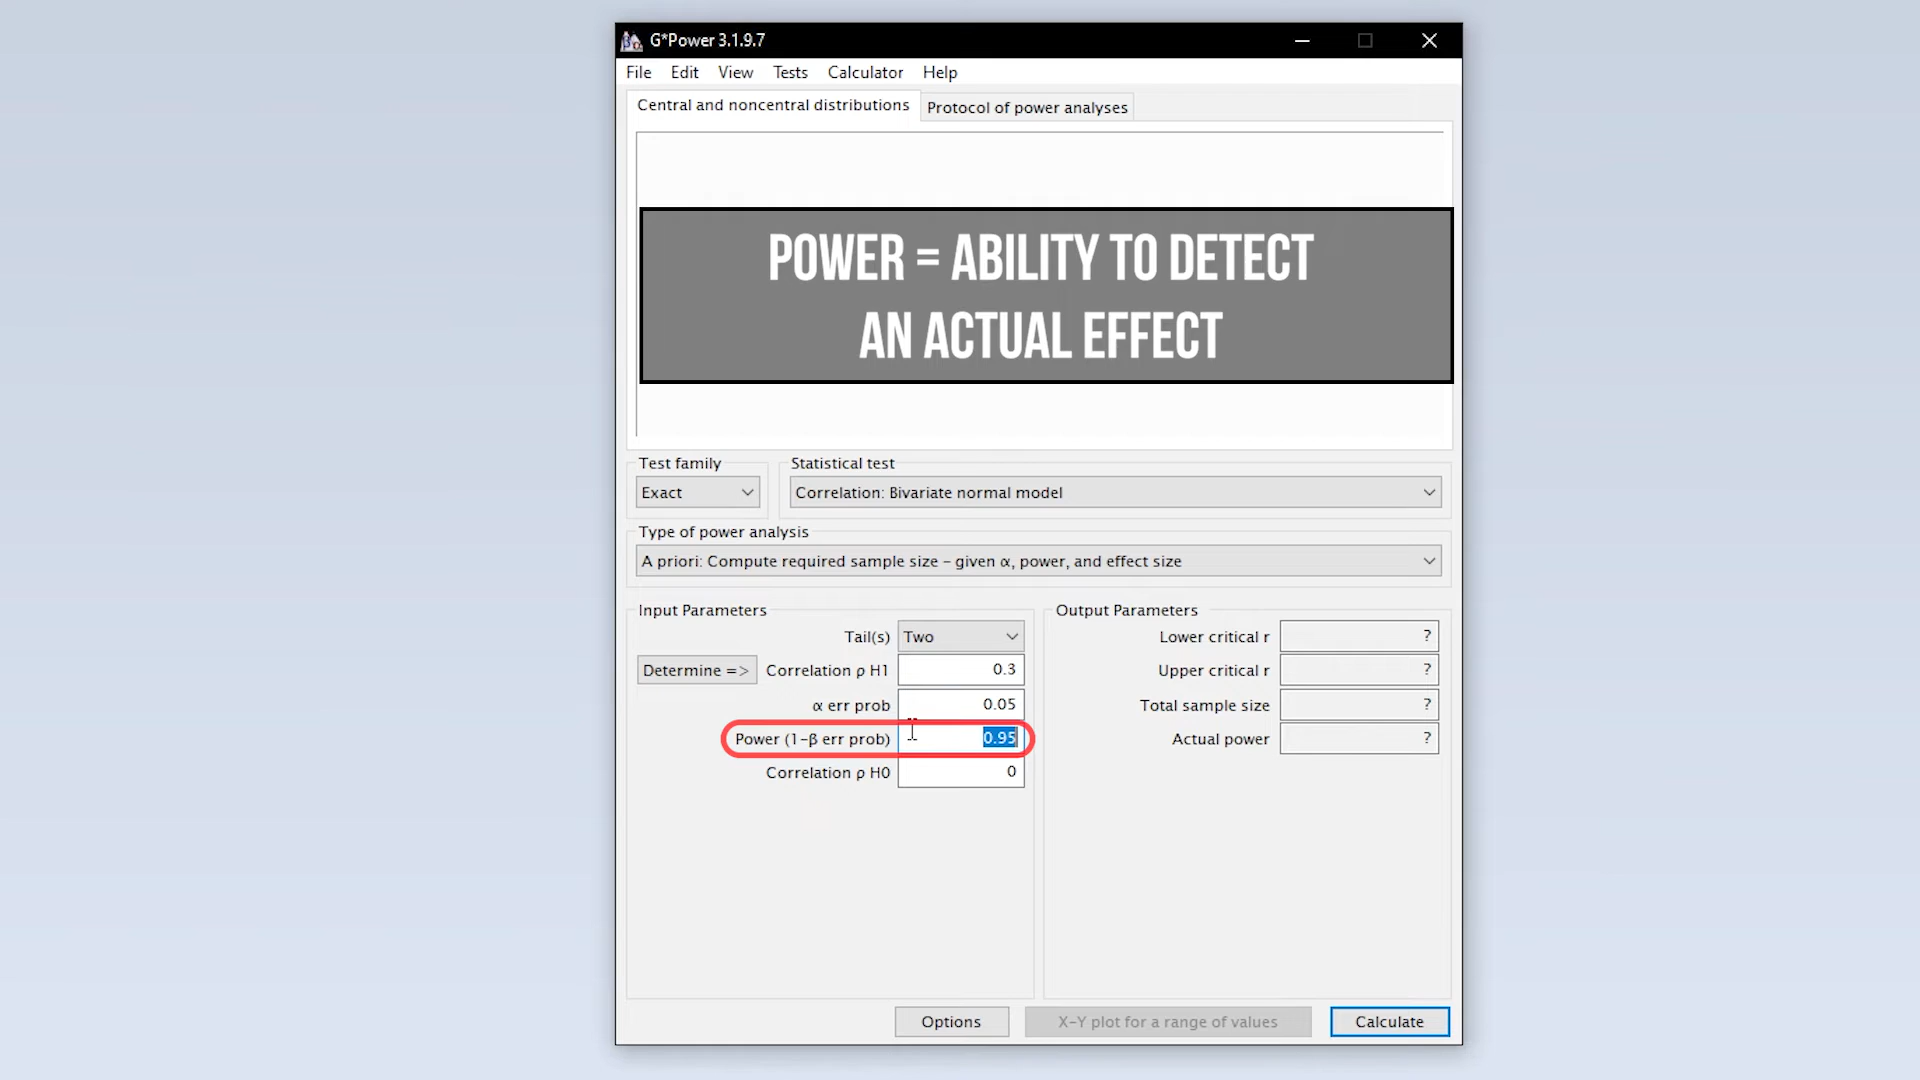 G*Power 3.1.9.7
File Edit View Tests Calculator Help
Central and noncentral distributions Protocol of power analyses
POWER = ABILITY TO DETECT
AN ACTUAL EFFECT
Test family Statistical test
Exact Correlation: Bivariate normal model
Type of power analysis
A priori: Compute required sample size – given α, power, and effect size
Input Parameters
Tail(s) Two
Determine => Correlation ρ H1 0.3
α err prob 0.05
Power (1–β err prob) 0.95
Correlation ρ H0 0
Output Parameters
Lower critical r ?
Upper critical r ?
Total sample size ?
Actual power ?
Options X–Y plot for a range of values Calculate